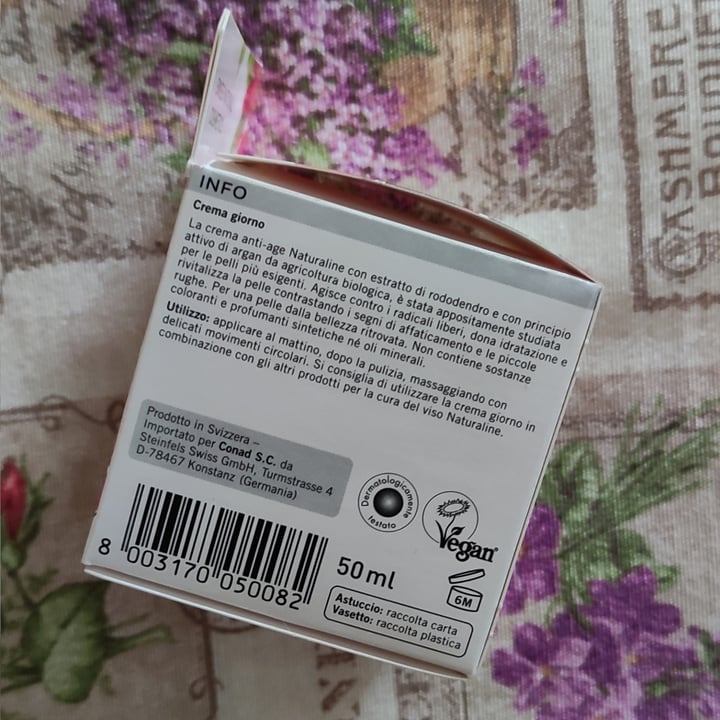 CASHMERE
BOUQUET
INFO
Crema giorno
La crema anti-age Naturaline con estratto di rododendro e con principio
attivo di argan da agricoltura biologica, è stata appositamente studiata
per le pelli più esigenti. Agisce contro i radicali liberi, dona idratazione e
rivitalizza la pelle contrastando i segni di affaticamento e le piccole
rughe. Per una pelle dalla bellezza ritrovata. Non contiene sostanze
coloranti e profumanti sintetiche né oli minerali.
Utilizzo: applicare al mattino, dopo la pulizia, massaggiando con
delicati movimenti circolari. Si consiglia di utilizzare la crema giorno in
combinazione con gli altri prodotti per la cura del viso Naturaline.
Prodotto in Svizzera –
Importato per Conad S.C. da
Steinfels Swiss GmbH, Turmstrasse 4
D-78467 Konstanz (Germania)
Dermatologicamente
testato
Vegan
8 003170 050082
50 ml
6M
Astuccio: raccolta carta
Vasetto: raccolta plastica